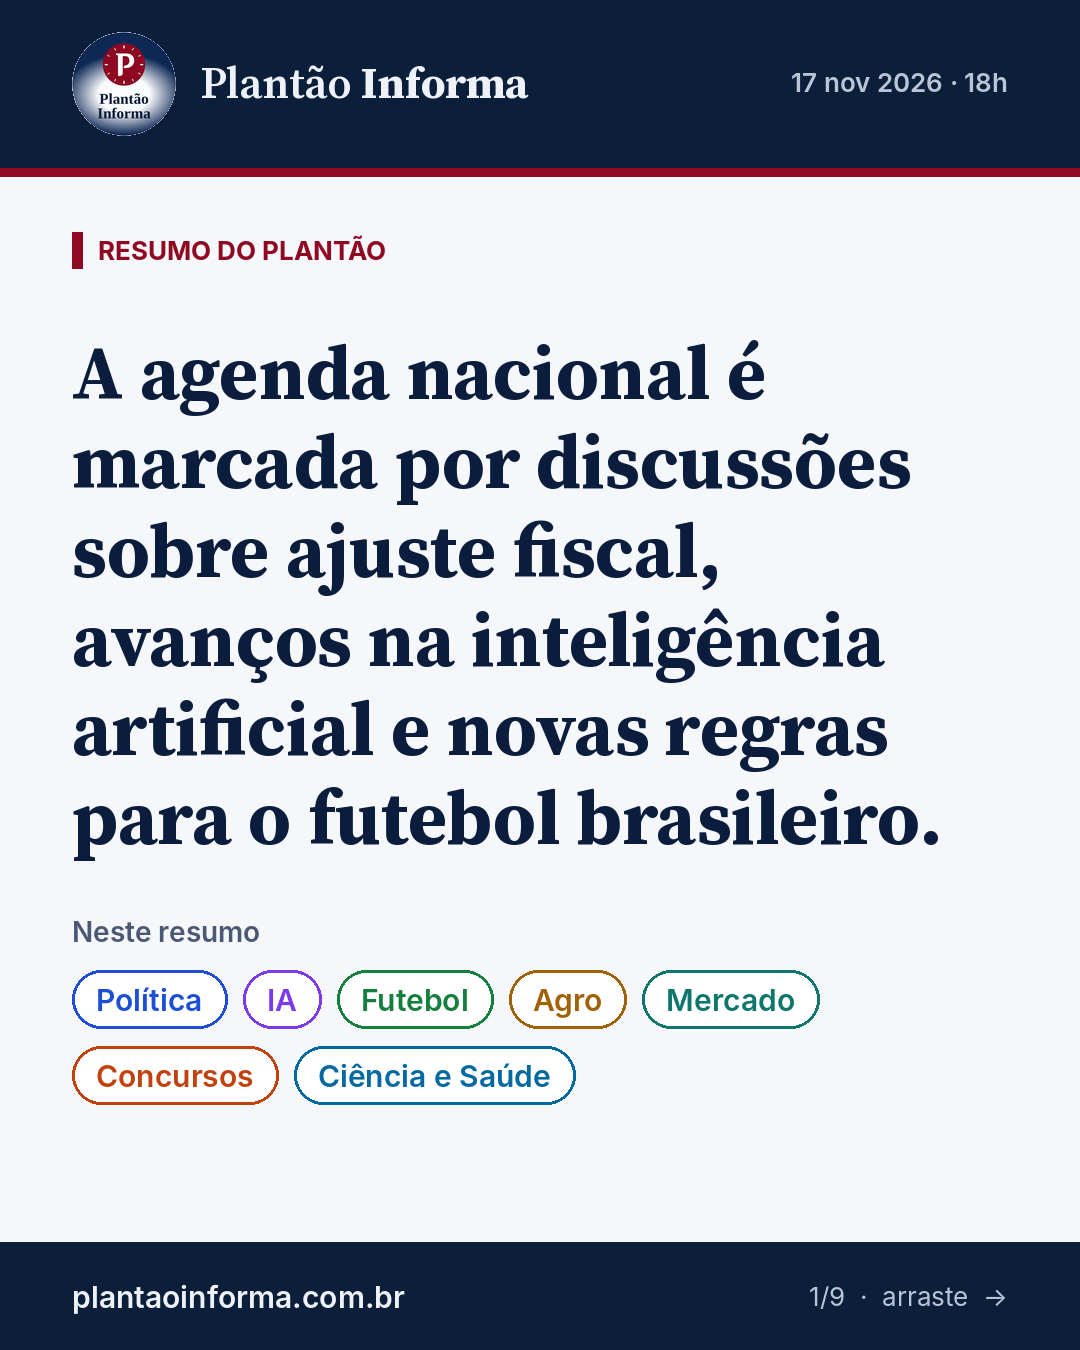 P
Plantão
Informa
Plantão Informa
17 nov 2026 · 18h
RESUMO DO PLANTÃO
A agenda nacional é
marcada por discussões
sobre ajuste fiscal,
avanços na inteligência
artificial e novas regras
para o futebol brasileiro.
Neste resumo
Política
IA
Futebol
Agro
Mercado
Concursos
Ciência e Saúde
plantaoinforma.com.br
1/9 · arraste →